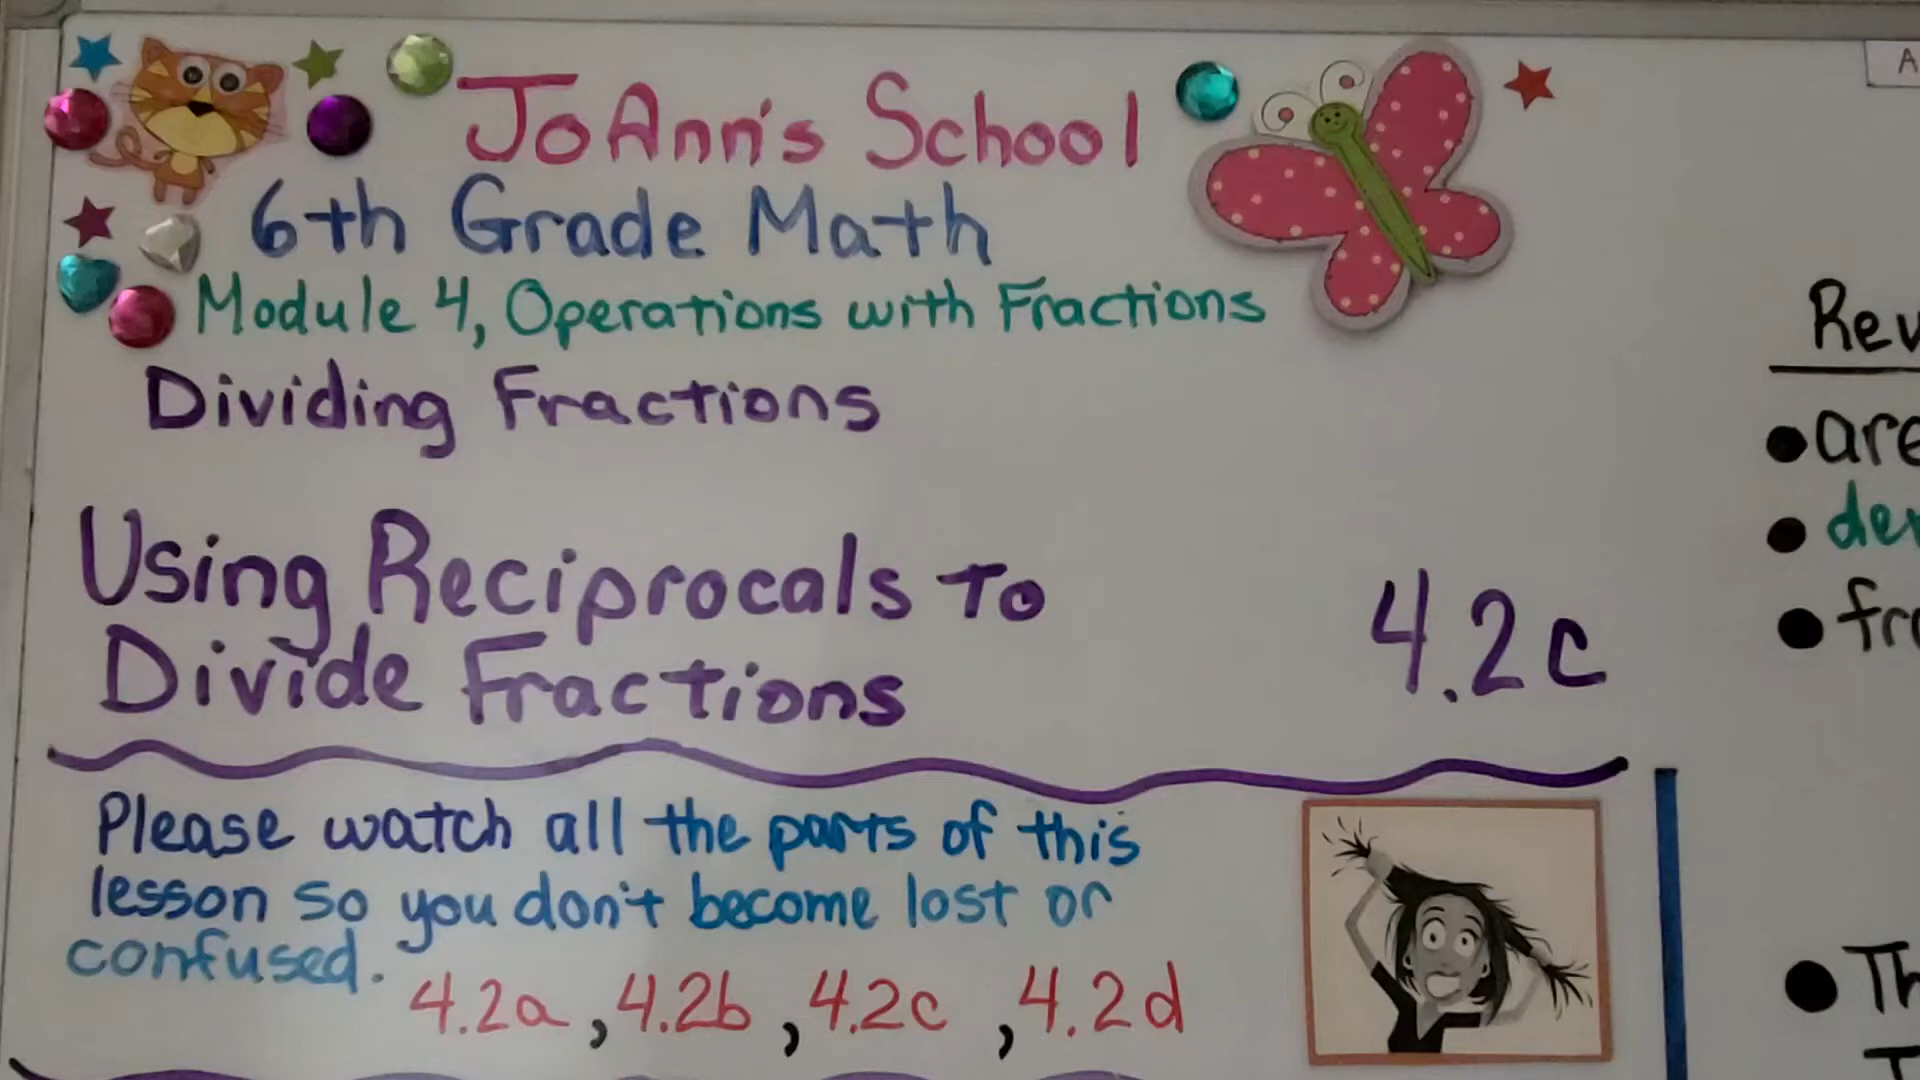 JoAnn's School
6th Grade Math
Module 4, Operations with Fractions
Dividing Fractions
Using Reciprocals To
Divide Fractions
4.2c
Please watch all the parts of this
lesson so you don't become lost or
confused.
4.2a, 4.2b, 4.2c, 4.2d
A
are